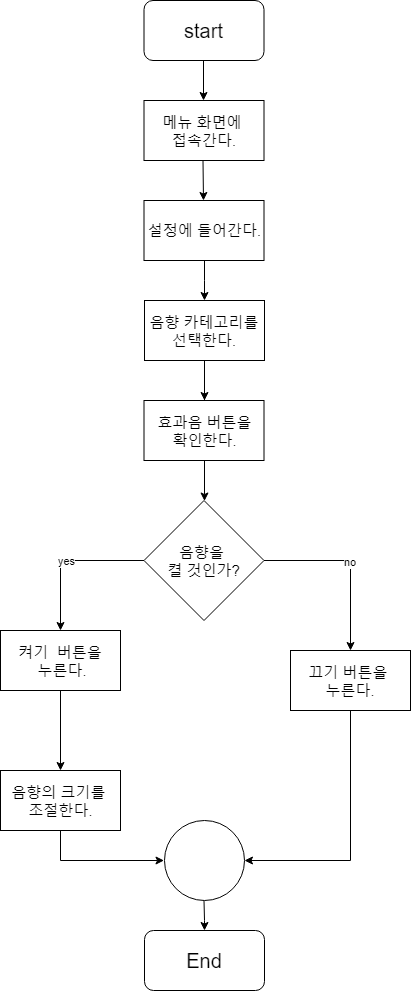 start
메뉴 화면에
접속간다.
설정에 들어간다.
음향 카테고리를
선택한다.
효과음 버튼을
확인한다.
음향을
켤 것인가?
yes
no
켜기 버튼을
누른다.
끄기 버튼을
누른다.
음향의 크기를
조절한다.
End